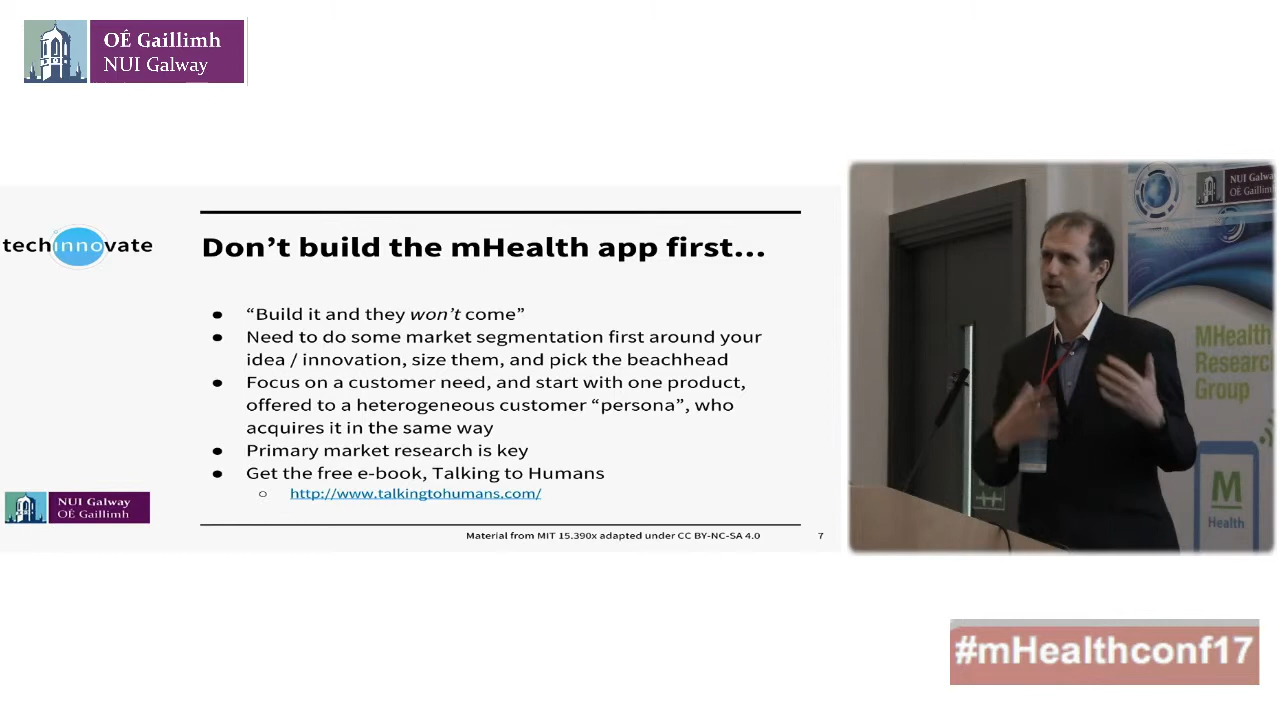 OÉ Gaillimh
NUI Galway
techinnovate
Don't build the mHealth app first...
● "Build it and they won't come"
● Need to do some market segmentation first around your
idea / innovation, size them, and pick the beachhead
● Focus on a customer need, and start with one product,
offered to a heterogeneous customer "persona", who
acquires it in the same way
● Primary market research is key
● Get the free e-book, Talking to Humans
○ http://www.talkingtohumans.com/
NUI Galway
OÉ Gaillimh
Material from MIT 15.390x adapted under CC BY-NC-SA 4.0
7
NUI Galway
OÉ Gaillimh
MHealth
Research
Group
M
Health
#mHealthconf17